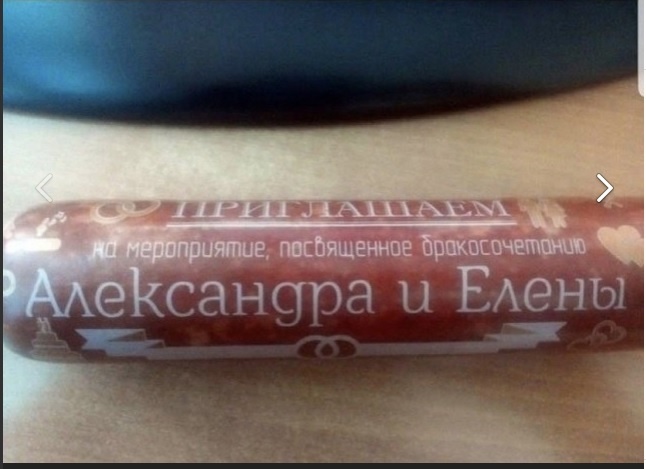 ПРИГЛАШАЕМ
на мероприятие, посвященное бракосочетанию
Александра и Елены